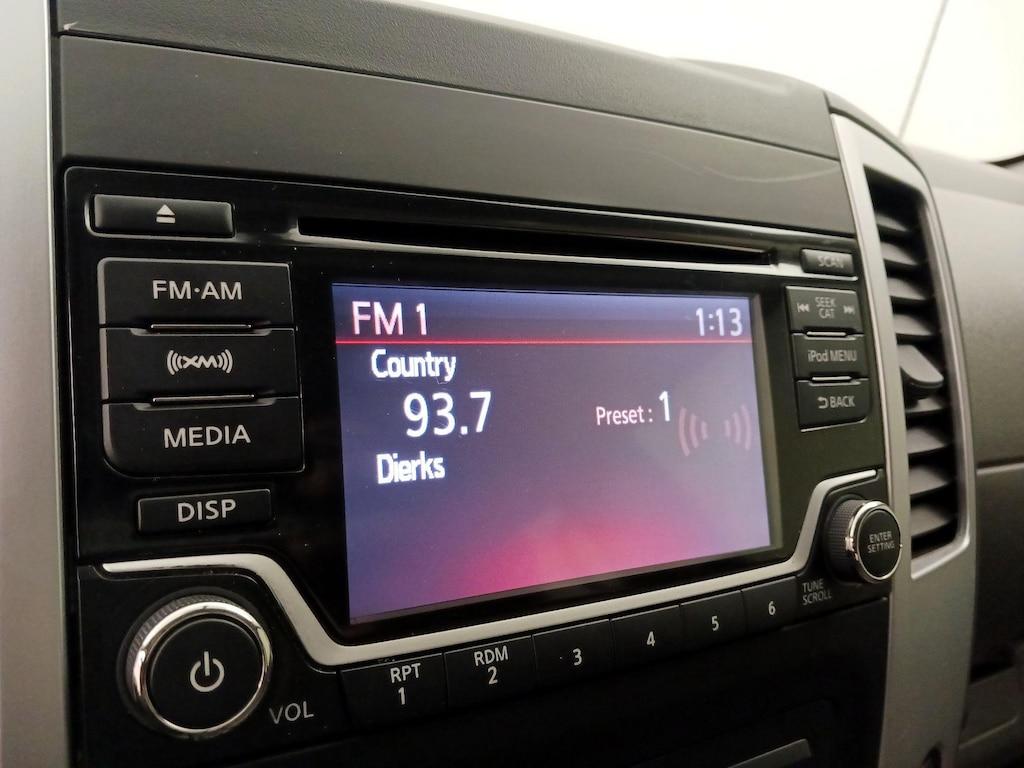 FM·AM
XM
MEDIA
DISP
VOL
FM 1 1:13
Country
93.7 Preset : 1
Dierks
SCAN
SEEK
CAT
iPod MENU
BACK
ENTER
SETTING
TUNE
SCROLL
RPT
1
RDM
2
3
4
5
6